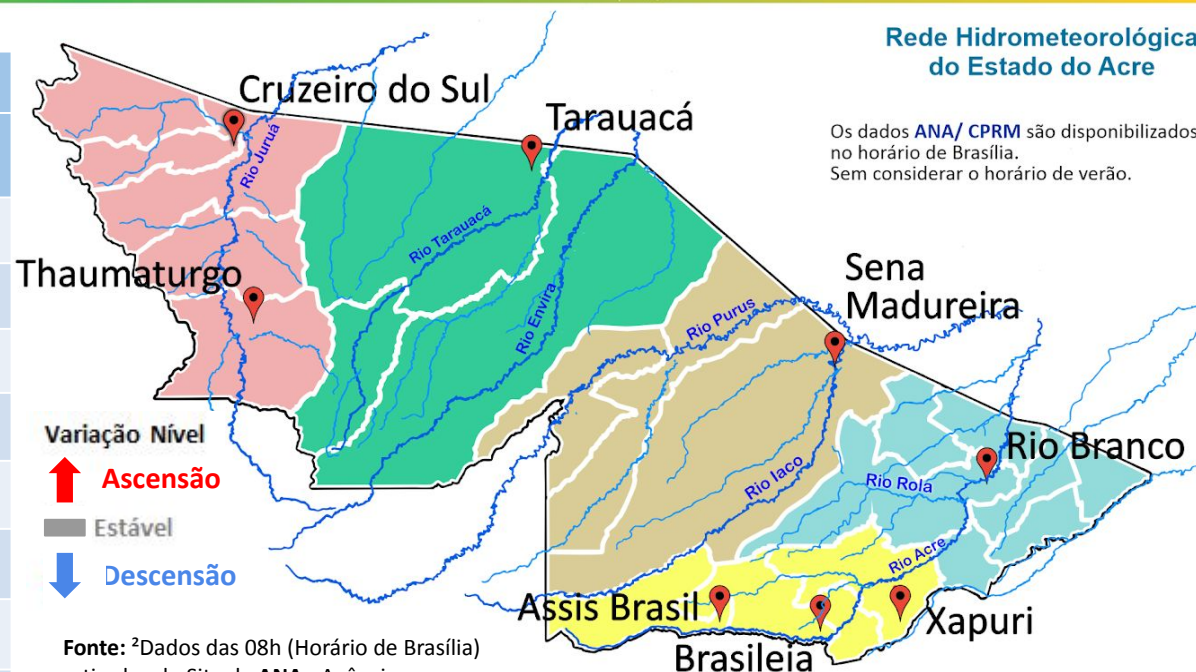 Rede Hidrometeorológica
do Estado do Acre
Os dados ANA/ CPRM são disponibilizados
no horário de Brasília.
Sem considerar o horário de verão.
Cruzeiro do Sul
Tarauacá
Rio Juruá
Rio Tarauacá
Thaumaturgo
Rio Envira
Sena
Madureira
Rio Purus
Variação Nível
Ascensão
Estável
Descensão
Rio Branco
Rio Iaco
Rio Rola
Rio Acre
Assis Brasil
Xapuri
Brasileia
Fonte: ²Dados das 08h (Horário de Brasília)